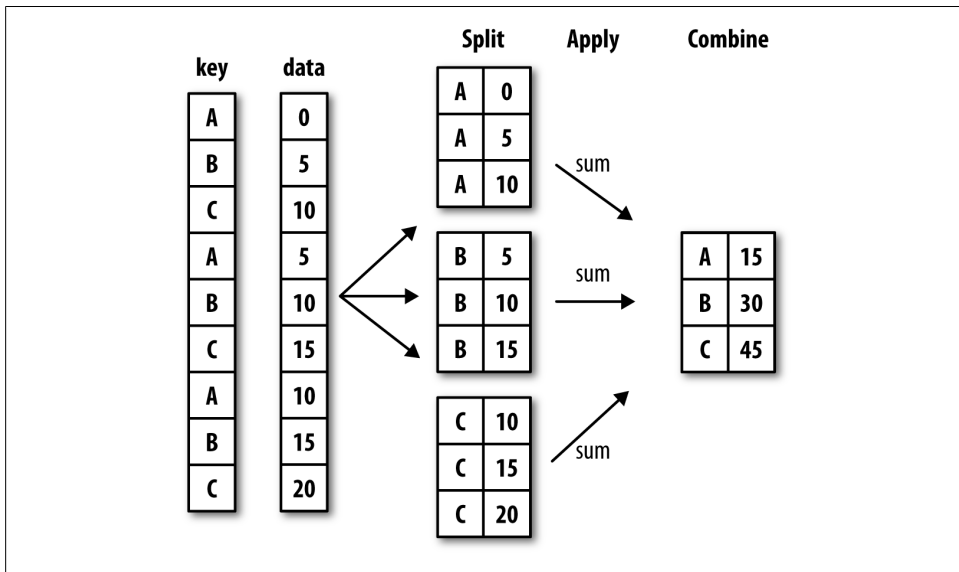 Split Apply Combine
key data
A 0
B 5
C 10
A 5
B 10
C 15
A 10
B 15
C 20
A 0
A 5
A 10
B 5
B 10
B 15
C 10
C 15
C 20
sum
sum
sum
A 15
B 30
C 45